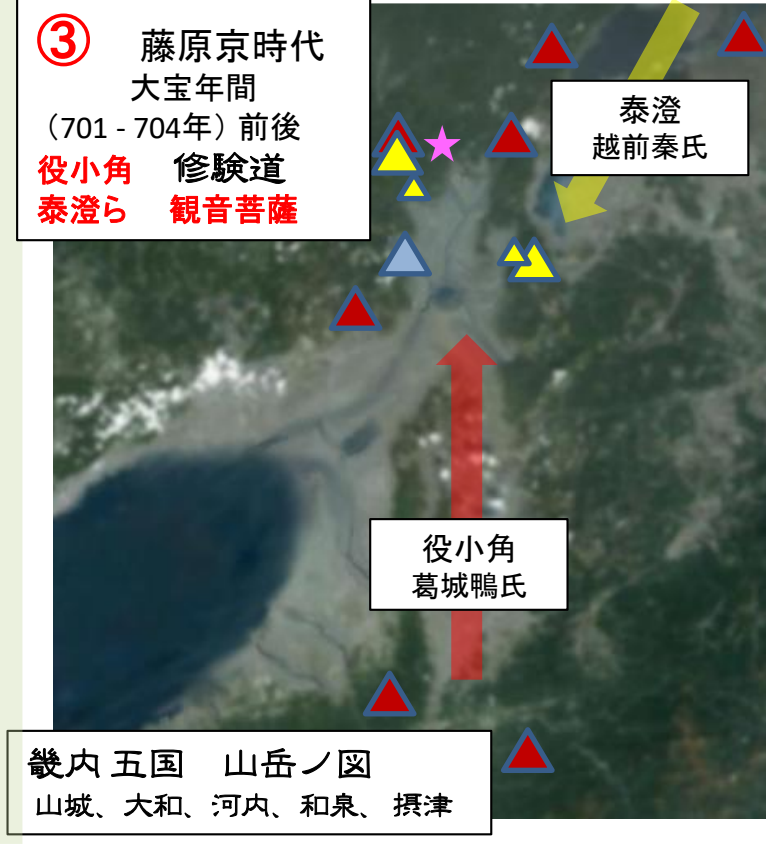 ③ 藤原京時代
大宝年間
（701 - 704年）前後
役小角 修験道
泰澄ら 観音菩薩
泰澄
越前秦氏
役小角
葛城鴨氏
畿内 五国 山岳ノ図
山城、大和、河内、和泉、摂津